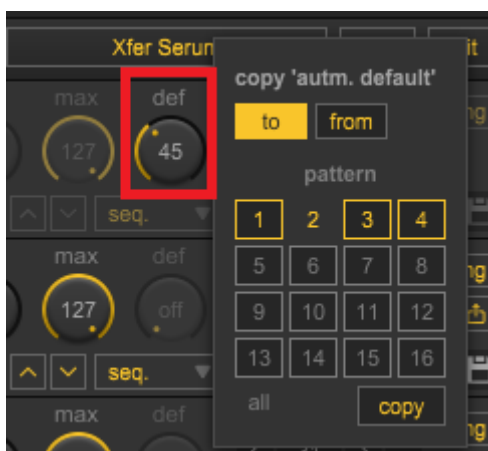 Xfer Serum
it
copy 'autm. default'
max def
to from
127 45
pattern
seq.
1 2 3 4
max def
5 6 7 8
127 off
9 10 11 12
seq.
13 14 15 16
all copy
max def